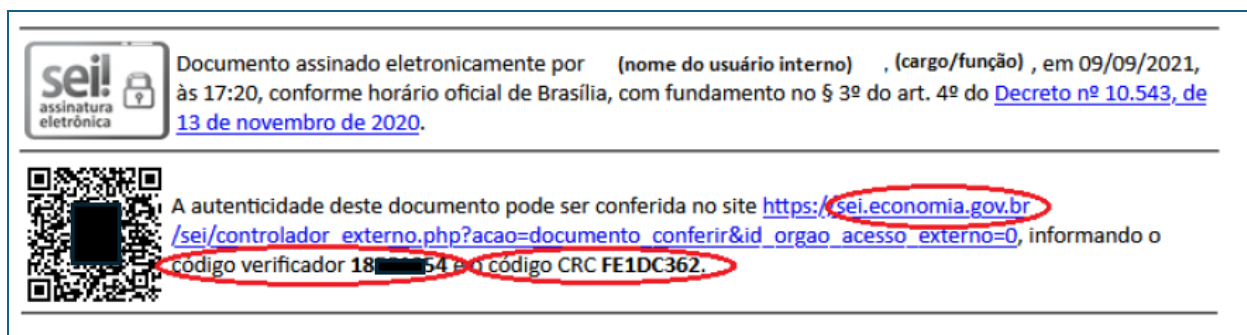 sei!
assinatura
eletrônica
Documento assinado eletronicamente por (nome do usuário interno) , (cargo/função) , em 09/09/2021,
às 17:20, conforme horário oficial de Brasília, com fundamento no § 3º do art. 4º do Decreto nº 10.543, de
13 de novembro de 2020.
A autenticidade deste documento pode ser conferida no site https://sei.economia.gov.br
/sei/controlador_externo.php?acao=documento_conferir&id_orgao_acesso_externo=0, informando o
código verificador 18 54 e o código CRC FE1DC362.